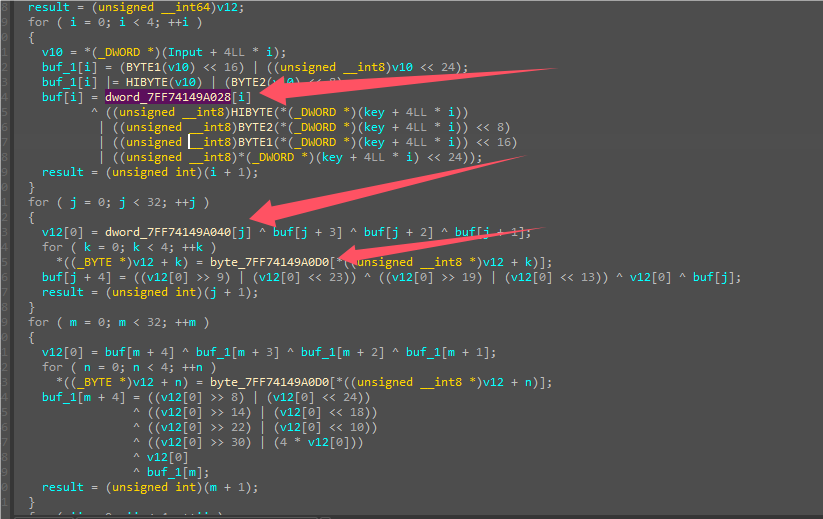 result = (unsigned __int64)v12;
for ( i = 0; i < 4; ++i )
{
v10 = *(_DWORD *)(Input + 4LL * i);
buf_1[i] = (BYTE1(v10) << 16) | ((unsigned __int8)v10 << 24);
buf_1[i] |= HIBYTE(v10) | (BYTE2(v10) << 8);
buf[i] = dword_7FF74149A028[i]
^ ((unsigned __int8)HIBYTE(*(_DWORD *)(key + 4LL * i))
| ((unsigned __int8)BYTE2(*(_DWORD *)(key + 4LL * i)) << 8)
| ((unsigned __int8)BYTE1(*(_DWORD *)(key + 4LL * i)) << 16)
| ((unsigned __int8)*(_DWORD *)(key + 4LL * i) << 24));
result = (unsigned int)(i + 1);
}
for ( j = 0; j < 32; ++j )
{
v12[0] = dword_7FF74149A040[j] ^ buf[j + 3] ^ buf[j + 2] ^ buf[j + 1];
for ( k = 0; k < 4; ++k )
*((_BYTE *)v12 + k) = byte_7FF74149A0D0[*((unsigned __int8 *)v12 + k)];
buf[j + 4] = ((v12[0] >> 9) | (v12[0] << 23)) ^ ((v12[0] >> 19) | (v12[0] << 13)) ^ v12[0] ^ buf[j];
result = (unsigned int)(j + 1);
}
for ( m = 0; m < 32; ++m )
{
v12[0] = buf[m + 4] ^ buf_1[m + 3] ^ buf_1[m + 2] ^ buf_1[m + 1];
for ( n = 0; n < 4; ++n )
*((_BYTE *)v12 + n) = byte_7FF74149A0D0[*((unsigned __int8 *)v12 + n)];
buf_1[m + 4] = ((v12[0] >> 8) | (v12[0] << 24))
^ ((v12[0] >> 14) | (v12[0] << 18))
^ ((v12[0] >> 22) | (v12[0] << 10))
^ ((v12[0] >> 30) | (4 * v12[0]))
^ v12[0]
^ buf_1[m];
result = (unsigned int)(m + 1);
}